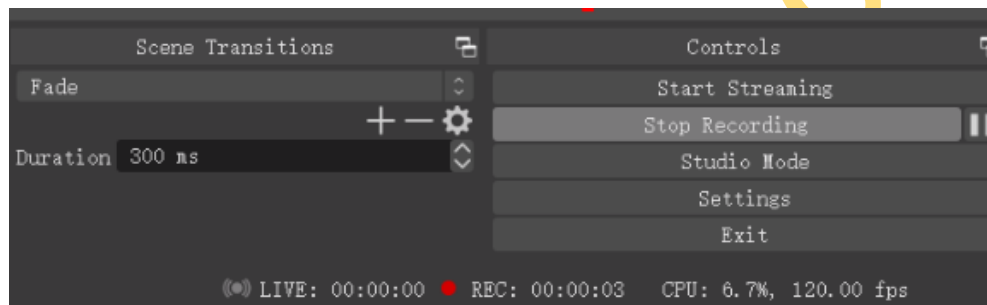 Scene Transitions
Fade
Duration 300 ms
Controls
Start Streaming
Stop Recording
Studio Mode
Settings
Exit
LIVE: 00:00:00 REC: 00:00:03 CPU: 6.7%, 120.00 fps